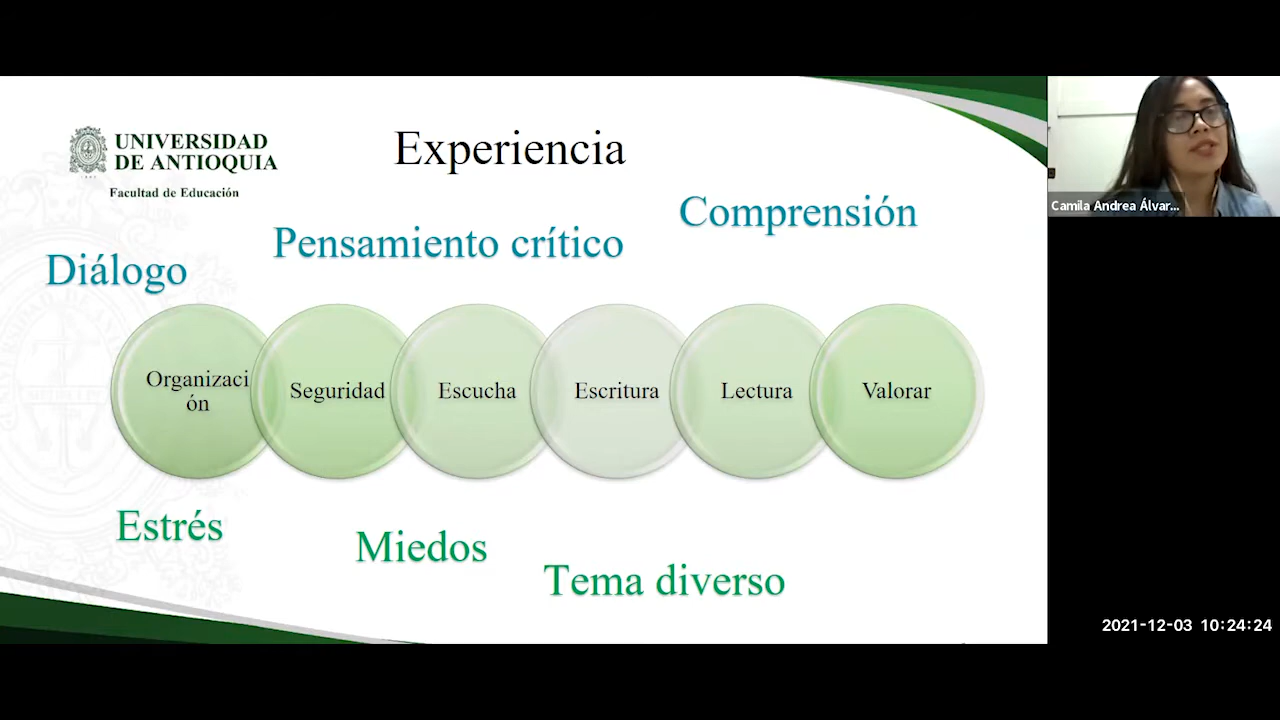 UNIVERSIDAD
DE ANTIOQUIA
Facultad de Educación
Experiencia
Camila Andrea Álvar...
Comprensión
Pensamiento crítico
Diálogo
Organizaci
ón
Seguridad
Escucha
Escritura
Lectura
Valorar
Estrés
Miedos
Tema diverso
2021-12-03 10:24:24